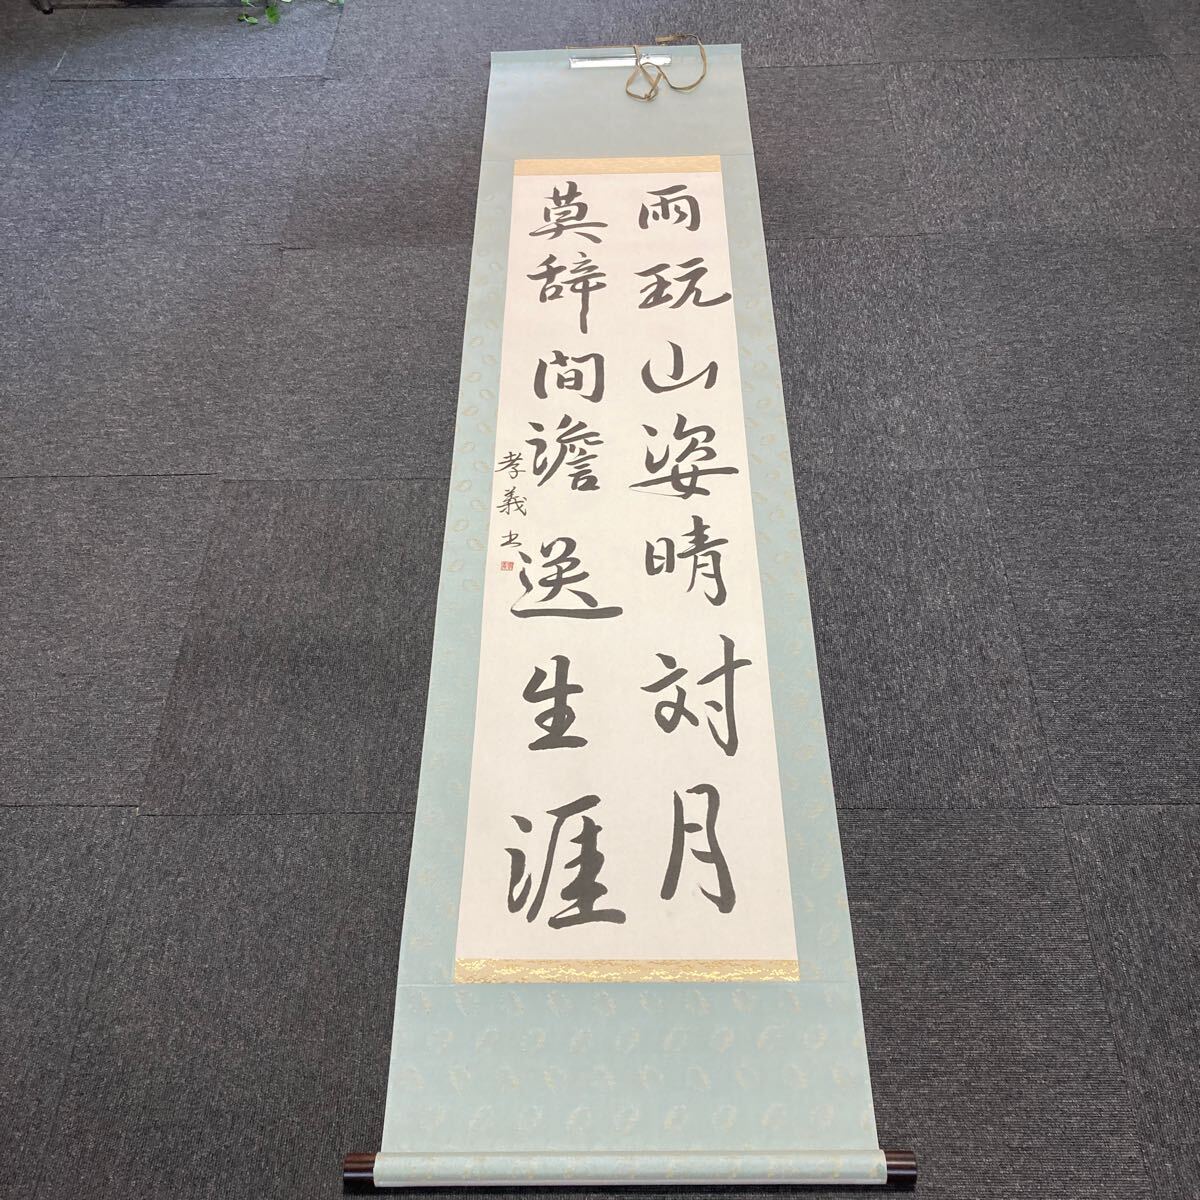 雨玩山姿晴対月
莫辞間澹送生涯
孝義書